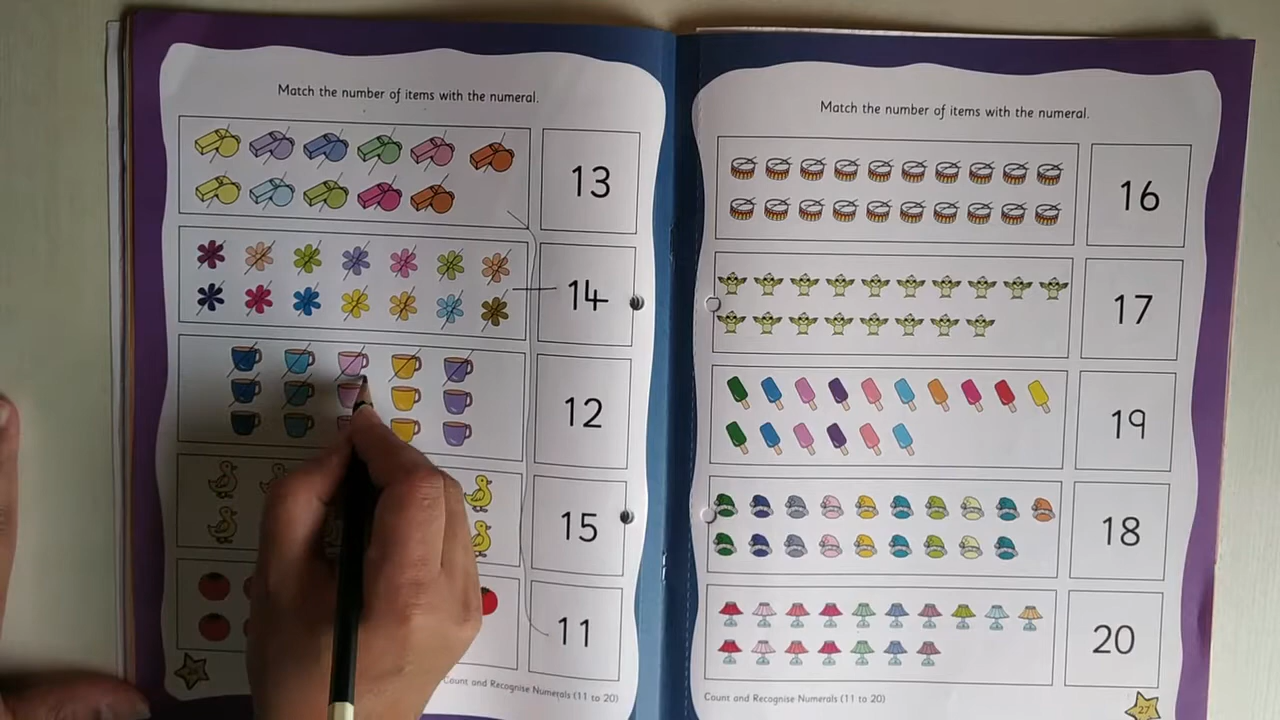 Match the number of items with the numeral.
13
14
12
15
11
Count and Recognise Numerals (11 to 20)
Match the number of items with the numeral.
16
17
19
18
20
Count and Recognise Numerals (11 to 20)
27